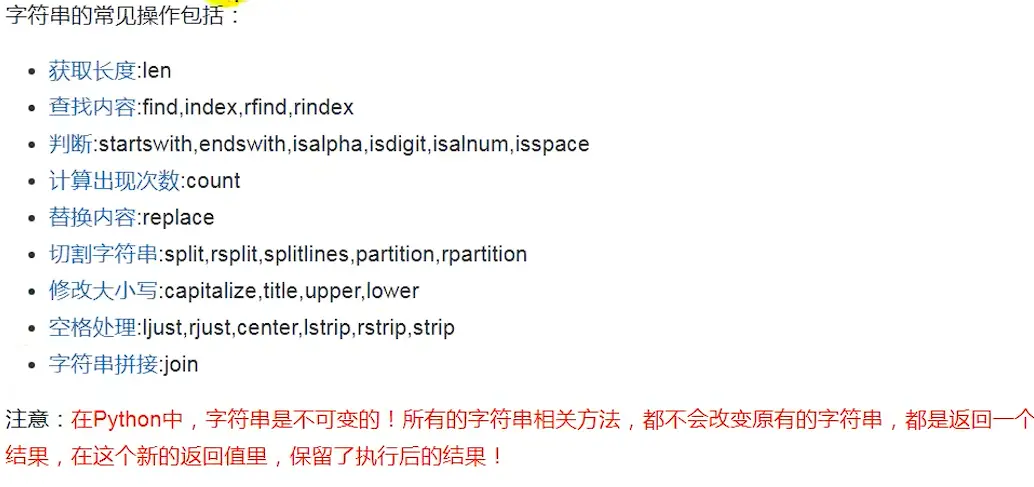 字符串的常见操作包括：
获取长度:len
查找内容:find,index,rfind,rindex
判断:startswith,endswith,isalpha,isdigit,isalnum,isspace
计算出现次数:count
替换内容:replace
切割字符串:split,rsplit,splitlines,partition,rpartition
修改大小写:capitalize,title,upper,lower
空格处理:ljust,rjust,center,lstrip,rstrip,strip
字符串拼接:join
注意：在Python中，字符串是不可变的！所有的字符串相关方法，都不会改变原有的字符串，都是返回一个
结果，在这个新的返回值里，保留了执行后的结果！